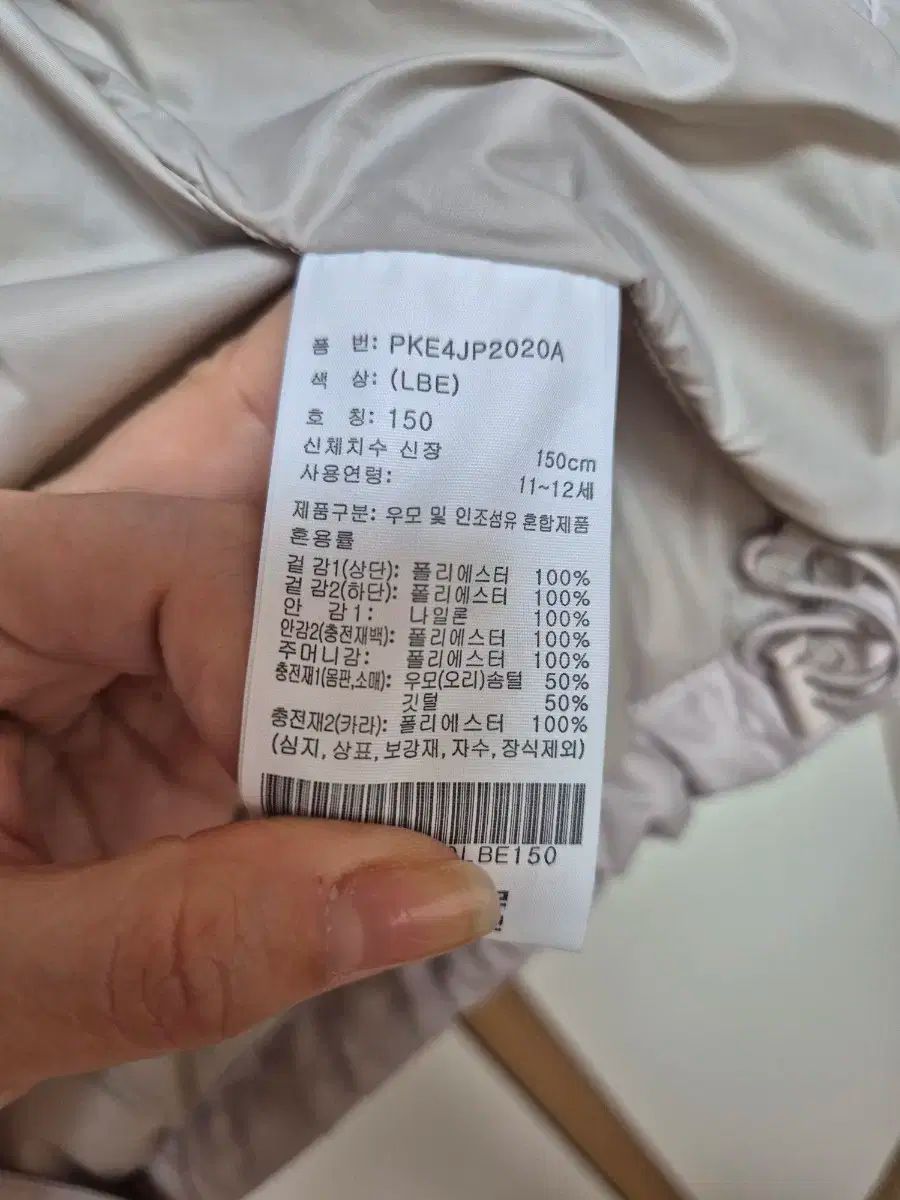 품 번: PKE4JP2020A
색 상: (LBE)
호 칭: 150
신체치수 신장 150cm
사용연령: 11~12세
제품구분: 우모 및 인조섬유 혼합제품
혼용률
겉 감1(상단): 폴리에스터 100%
겉 감2(하단): 폴리에스터 100%
안 감1: 나일론 100%
안감2(충전재백): 폴리에스터 100%
주머니감: 폴리에스터 100%
충전재1(몸판,소매): 우모(오리)솜털 50%
깃털 50%
충전재2(카라): 폴리에스터 100%
(심지, 상표, 보강재, 자수, 장식제외)
LBE150